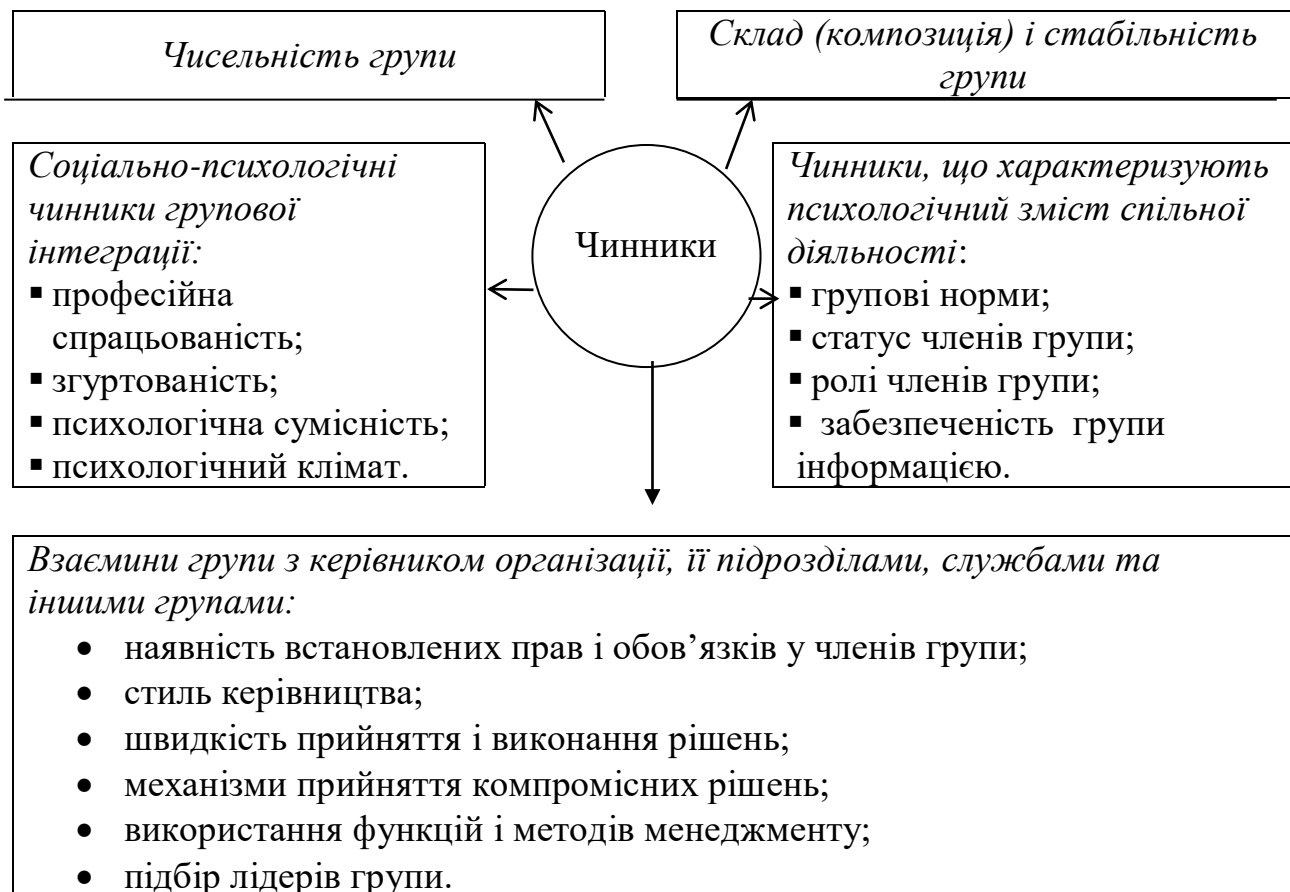 Чисельність групи
Склад (композиція) і стабільність
групи
Соціально-психологічні
чинники групової
інтеграції:
▪ професійна
спрацьованість;
▪ згуртованість;
▪ психологічна сумісність;
▪ психологічний клімат.
Чинники
Чинники, що характеризують
психологічний зміст спільної
діяльності:
▪ групові норми;
▪ статус членів групи;
▪ ролі членів групи;
▪ забезпеченість групи
інформацією.
Взаємини групи з керівником організації, її підрозділами, службами та
іншими групами:
• наявність встановлених прав і обов’язків у членів групи;
• стиль керівництва;
• швидкість прийняття і виконання рішень;
• механізми прийняття компромісних рішень;
• використання функцій і методів менеджменту;
• підбір лідерів групи.